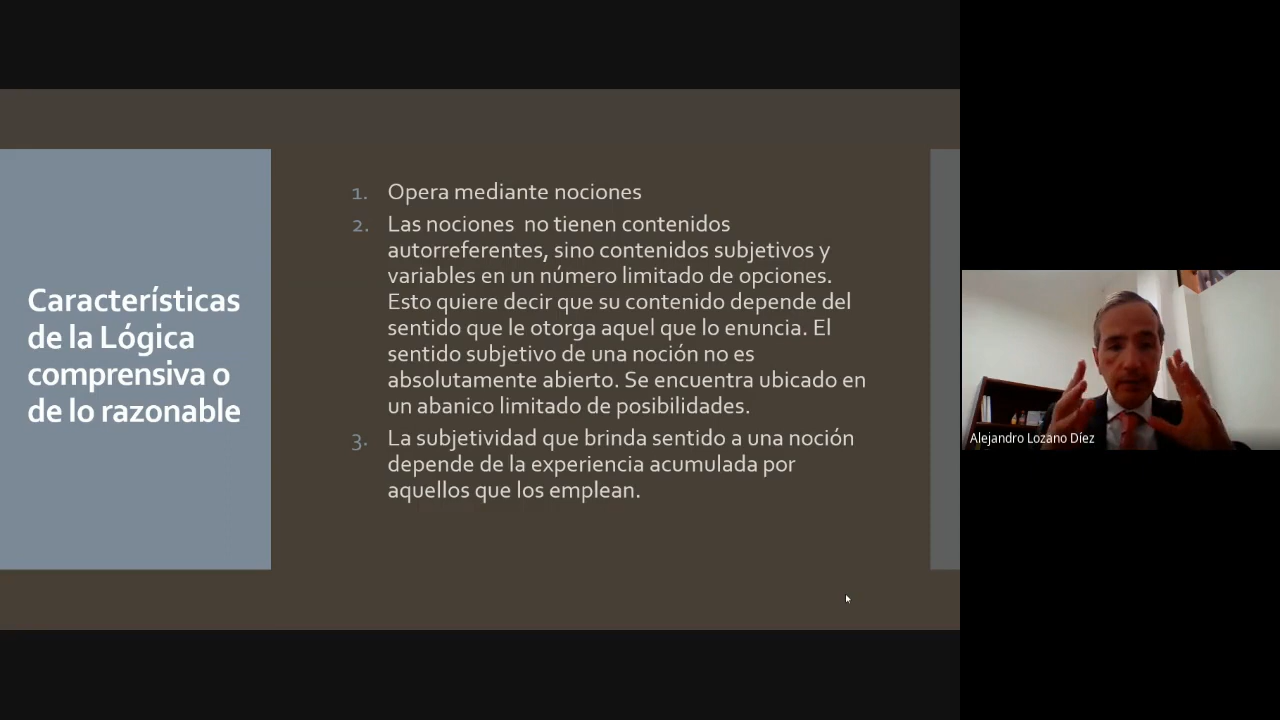 Características
de la Lógica
comprensiva o
de lo razonable
1. Opera mediante nociones
2. Las nociones no tienen contenidos
autorreferentes, sino contenidos subjetivos y
variables en un número limitado de opciones.
Esto quiere decir que su contenido depende del
sentido que le otorga aquel que lo enuncia. El
sentido subjetivo de una noción no es
absolutamente abierto. Se encuentra ubicado en
un abanico limitado de posibilidades.
3. La subjetividad que brinda sentido a una noción
depende de la experiencia acumulada por
aquellos que los emplean.
Alejandro Lozano Díez